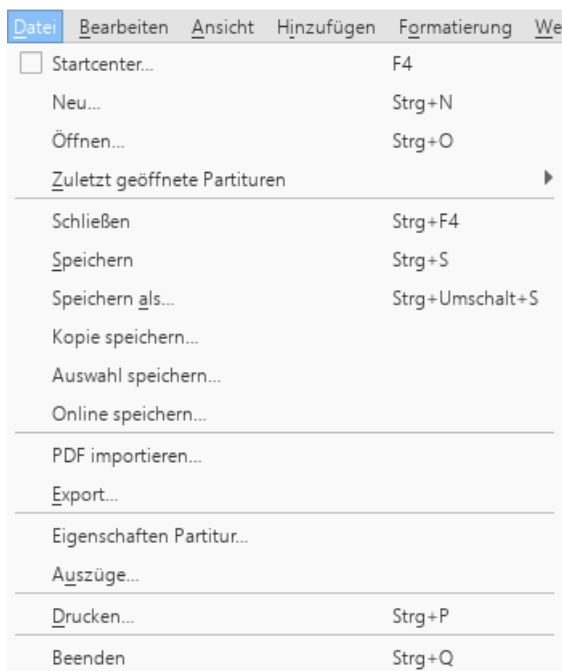 Datei Bearbeiten Ansicht Hinzufügen Formatierung We
Startcenter... F4
Neu... Strg+N
Öffnen... Strg+O
Zuletzt geöffnete Partituren
Schließen Strg+F4
Speichern Strg+S
Speichern als... Strg+Umschalt+S
Kopie speichern...
Auswahl speichern...
Online speichern...
PDF importieren...
Export...
Eigenschaften Partitur...
Auszüge...
Drucken... Strg+P
Beenden Strg+Q